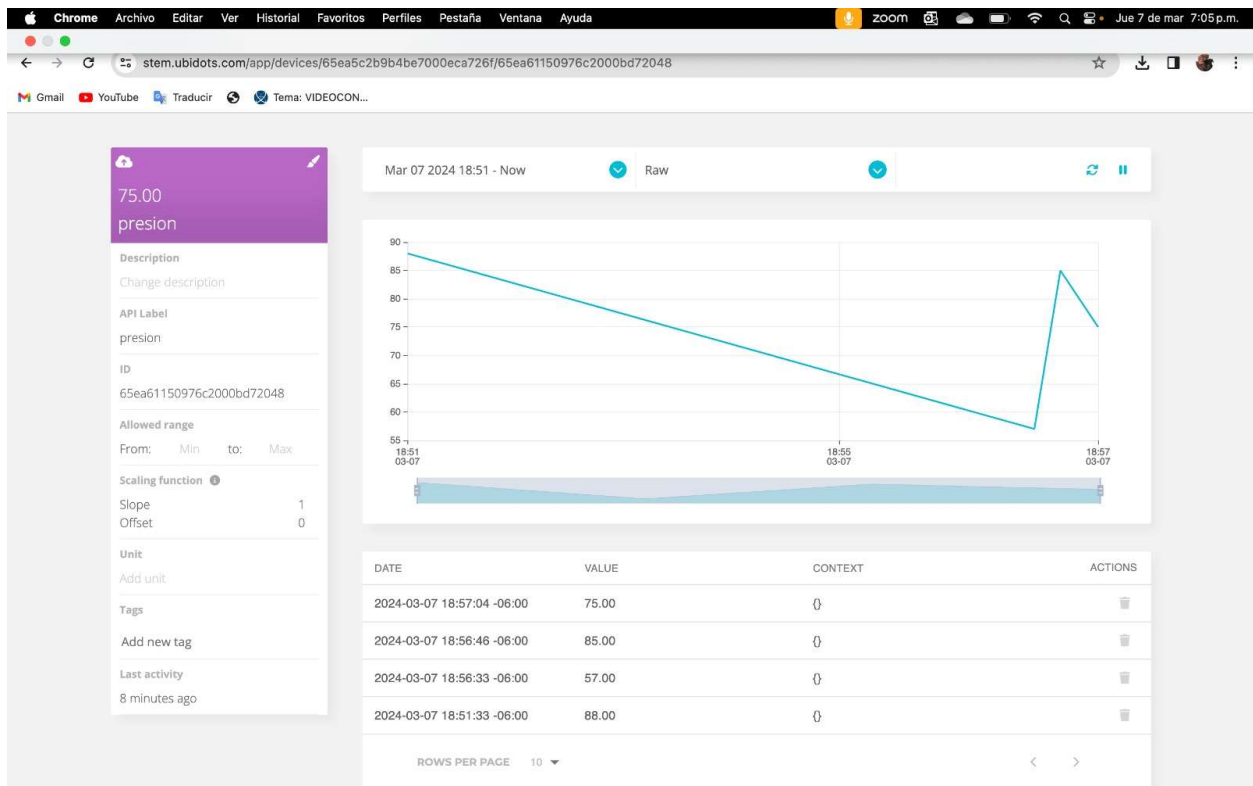 Chrome Archivo Editar Ver Historial Favoritos Perfiles Pestaña Ventana Ayuda zoom Jue 7 de mar 7:05 p.m.
stem.ubidots.com/app/devices/65ea5c2b9b4be7000eca726f/65ea61150976c2000bd72048
Gmail YouTube Traducir Tema: VIDEOCON...
Mar 07 2024 18:51 - Now Raw
75.00
presion
Description
Change description
API Label
presion
ID
65ea61150976c2000bd72048
Allowed range
From: Min to: Max
Scaling function
Slope 1
Offset 0
Unit
Add unit
Tags
Add new tag
Last activity
8 minutes ago
90
85
80
75
70
65
60
55
18:51 18:55 18:57
03-07 03-07 03-07
DATE VALUE CONTEXT ACTIONS
2024-03-07 18:57:04 -06:00 75.00 {}
2024-03-07 18:56:46 -06:00 85.00 {}
2024-03-07 18:56:33 -06:00 57.00 {}
2024-03-07 18:51:33 -06:00 88.00 {}
ROWS PER PAGE 10